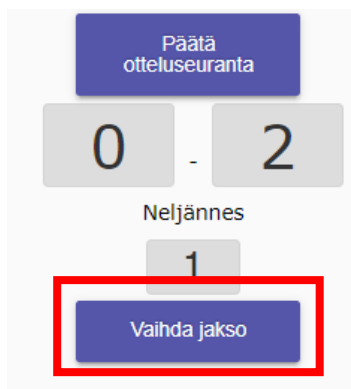 Päätä
otteluseuranta
0 - 2
Neljännes
1
Vaihda jakso